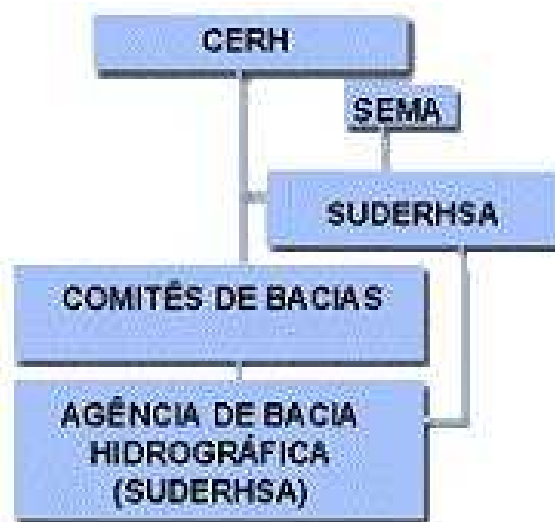 CERH
SEMA
SUDERHSA
COMITÊS DE BACIAS
AGÊNCIA DE BACIA
HIDROGRÁFICA
(SUDERHSA)